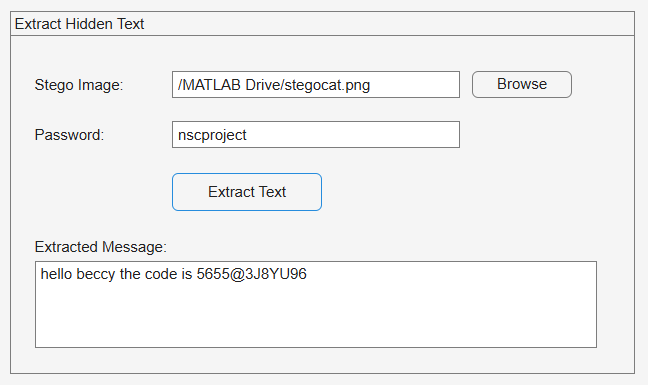 Extract Hidden Text
Stego Image: /MATLAB Drive/stegocat.png Browse
Password: nscproject
Extract Text
Extracted Message:
hello beccy the code is 5655@3J8YU96